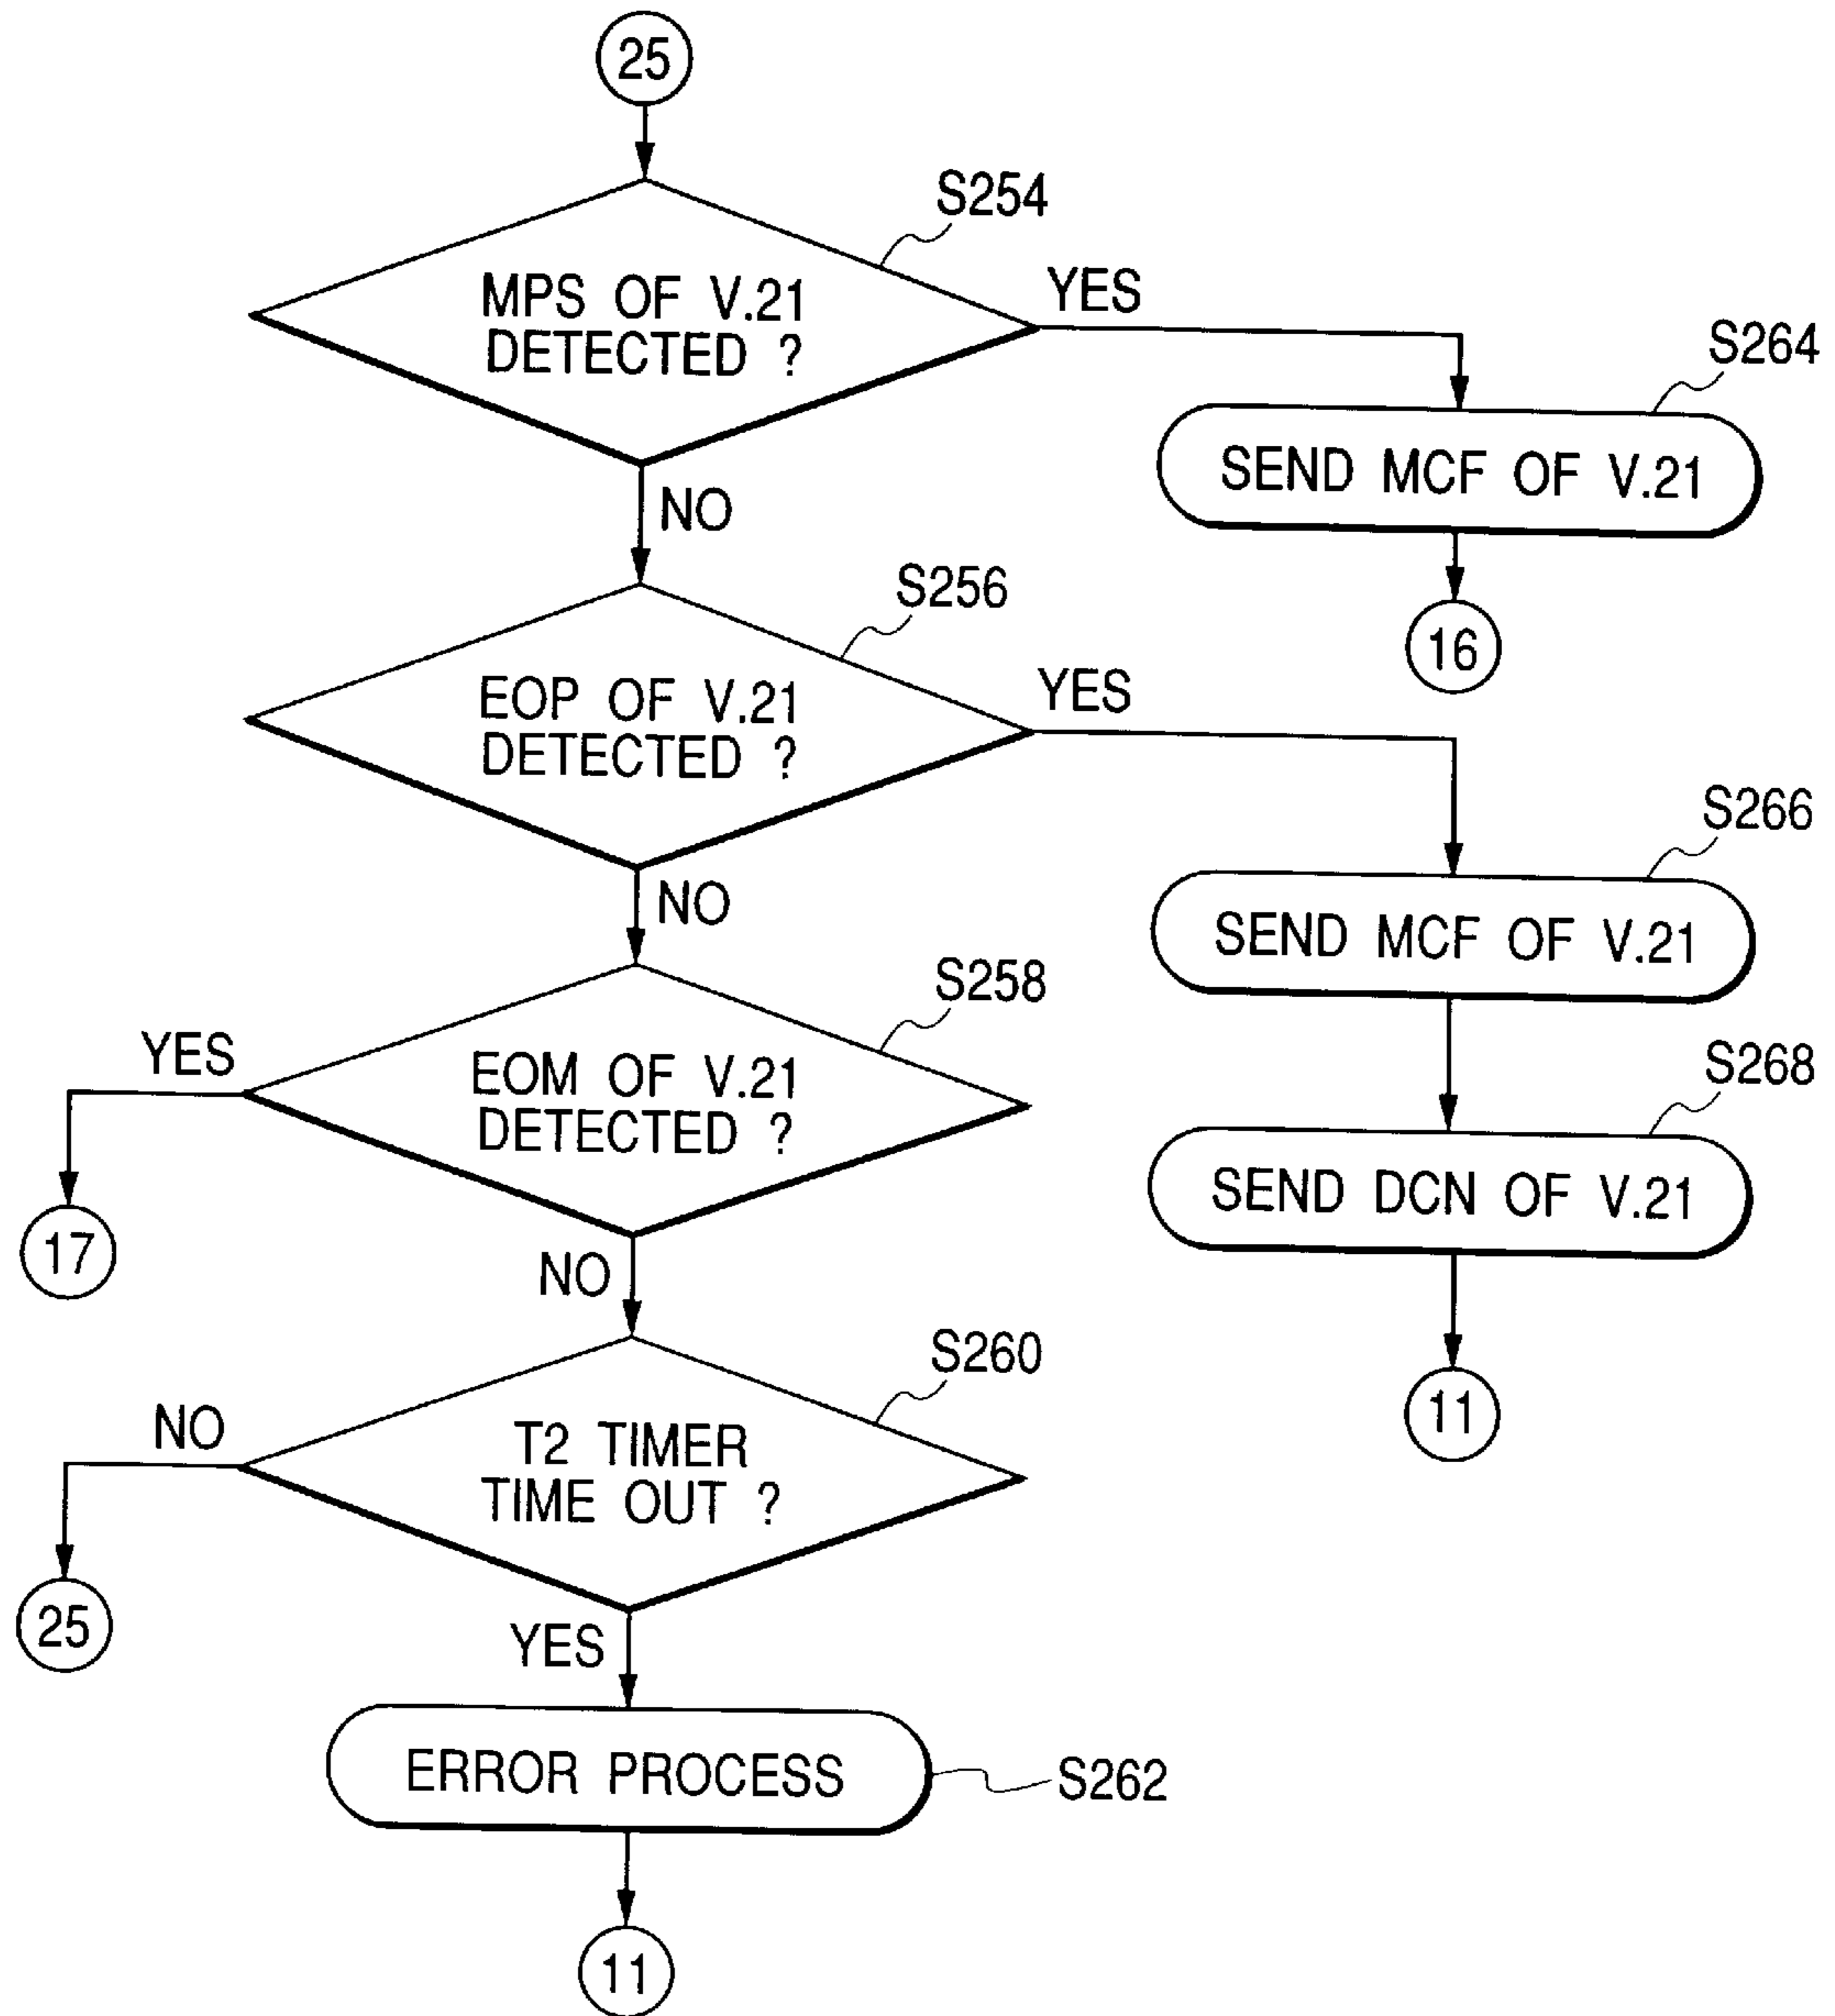 25
S254
MPS OF V.21
DETECTED ?
YES
S264
SEND MCF OF V.21
16
NO
S256
EOP OF V.21
DETECTED ?
YES
S266
SEND MCF OF V.21
NO
S258
EOM OF V.21
DETECTED ?
YES
17
S268
SEND DCN OF V.21
11
NO
S260
T2 TIMER
TIME OUT ?
NO
25
YES
ERROR PROCESS
S262
11